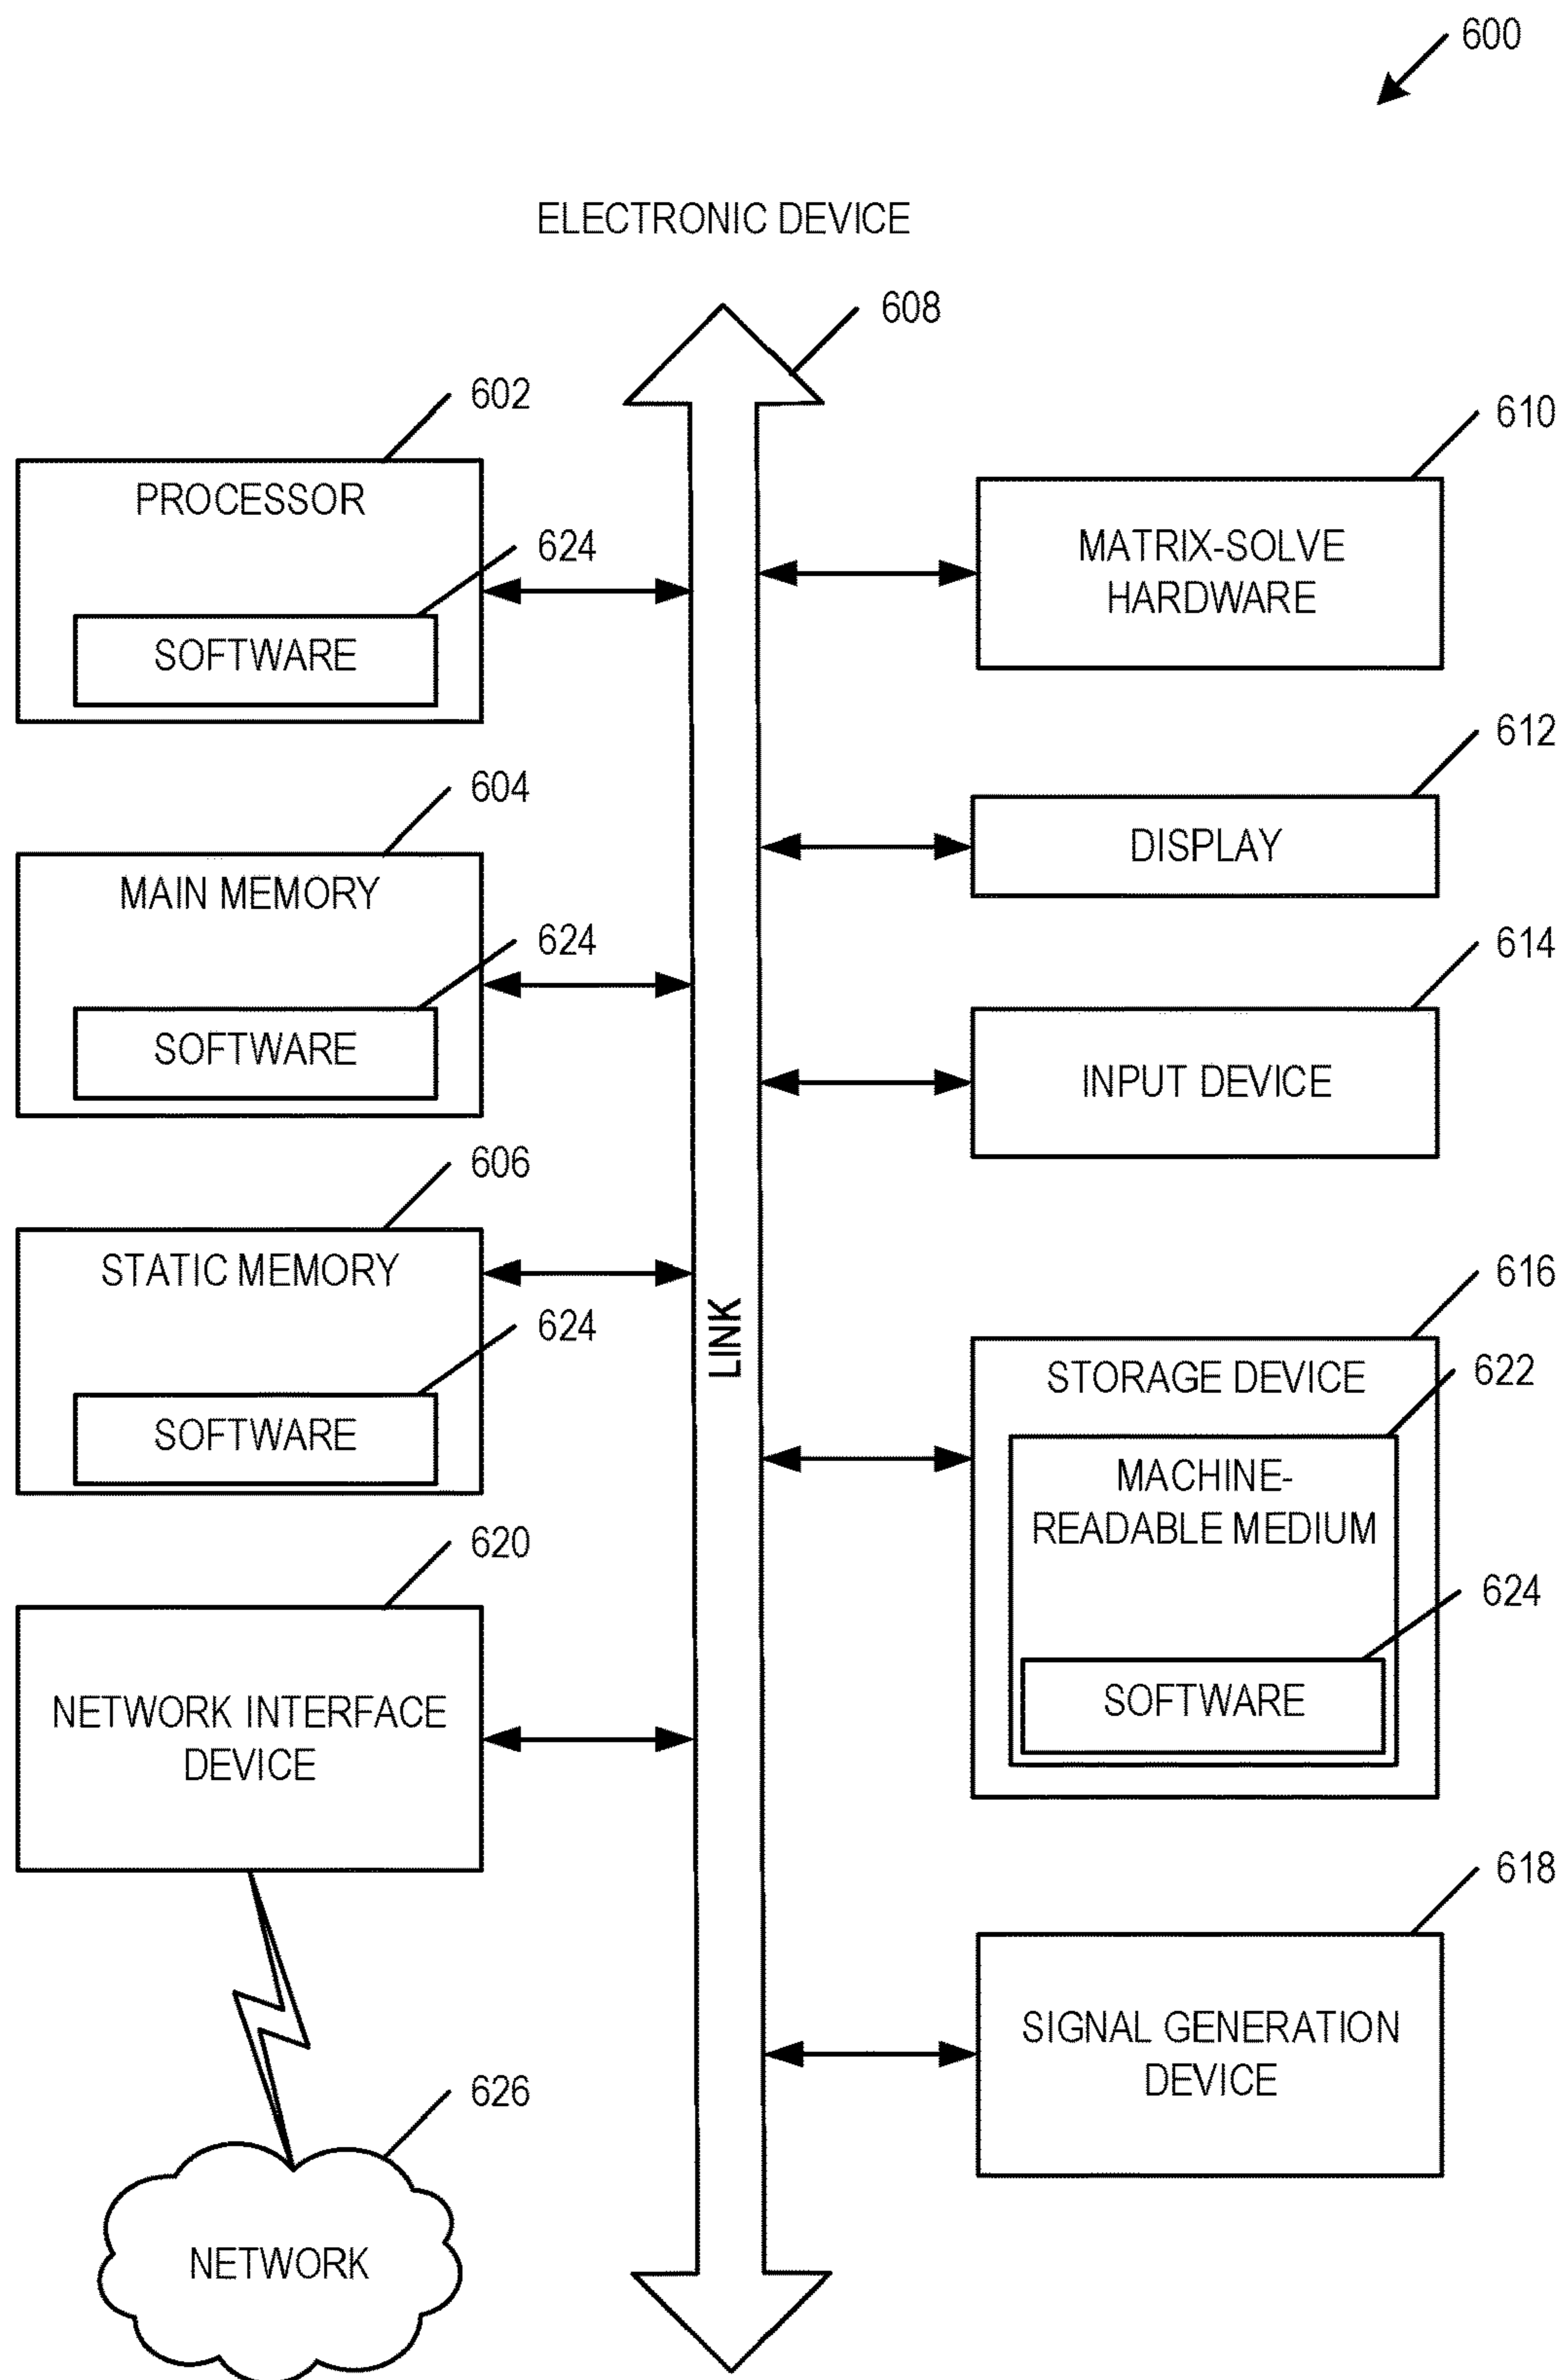 600
ELECTRONIC DEVICE
608
602
PROCESSOR
624
SOFTWARE
604
MAIN MEMORY
624
SOFTWARE
606
STATIC MEMORY
624
SOFTWARE
620
NETWORK INTERFACE
DEVICE
626
NETWORK
LINK
610
MATRIX-SOLVE
HARDWARE
612
DISPLAY
614
INPUT DEVICE
616
STORAGE DEVICE
622
MACHINE-
READABLE MEDIUM
624
SOFTWARE
618
SIGNAL GENERATION
DEVICE